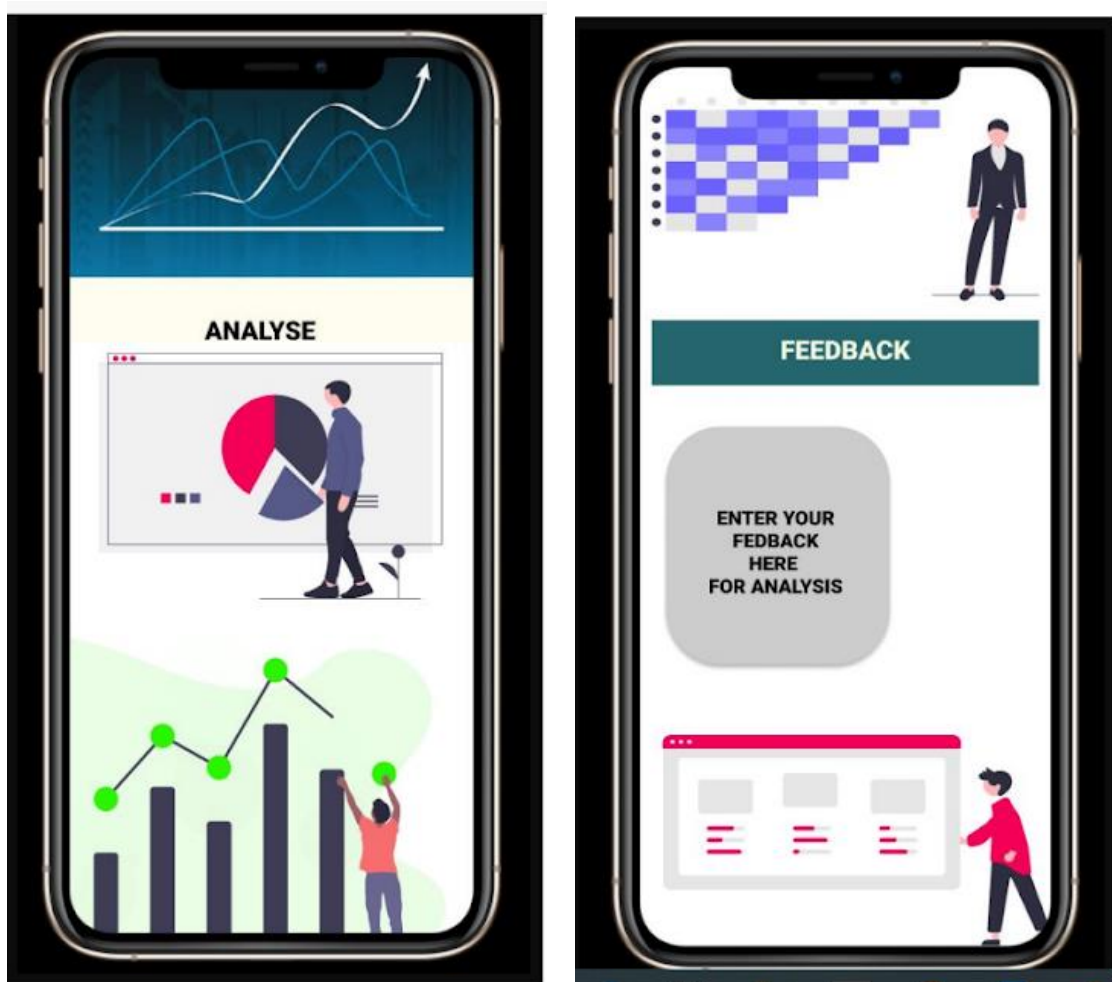 ANALYSE
FEEDBACK
ENTER YOUR
FEDBACK
HERE
FOR ANALYSIS